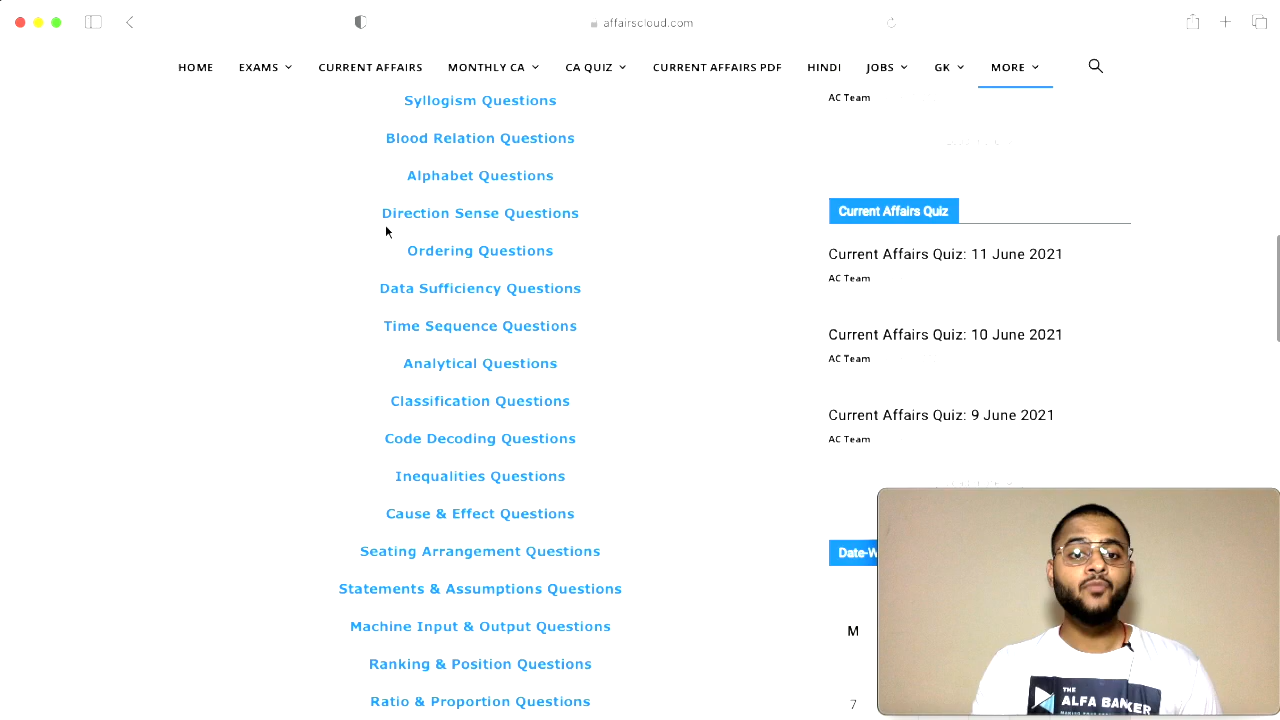 affairscloud.com
HOME EXAMS CURRENT AFFAIRS MONTHLY CA CA QUIZ CURRENT AFFAIRS PDF HINDI JOBS GK MORE
Syllogism Questions
Blood Relation Questions
Alphabet Questions
Direction Sense Questions
Ordering Questions
Data Sufficiency Questions
Time Sequence Questions
Analytical Questions
Classification Questions
Code Decoding Questions
Inequalities Questions
Cause & Effect Questions
Seating Arrangement Questions
Statements & Assumptions Questions
Machine Input & Output Questions
Ranking & Position Questions
Ratio & Proportion Questions
AC Team
Current Affairs Quiz
Current Affairs Quiz: 11 June 2021
AC Team
Current Affairs Quiz: 10 June 2021
AC Team
Current Affairs Quiz: 9 June 2021
AC Team
Date-W
M
7
THE
ALFA BANKER